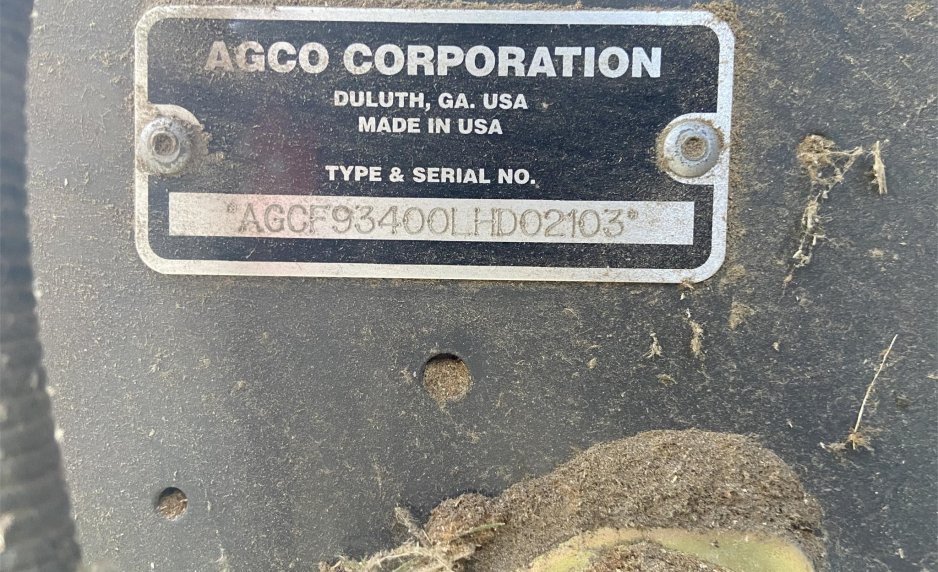 AGCO CORPORATION
DULUTH, GA. USA
MADE IN USA
TYPE & SERIAL NO.
*AGCF93400LHD02103*